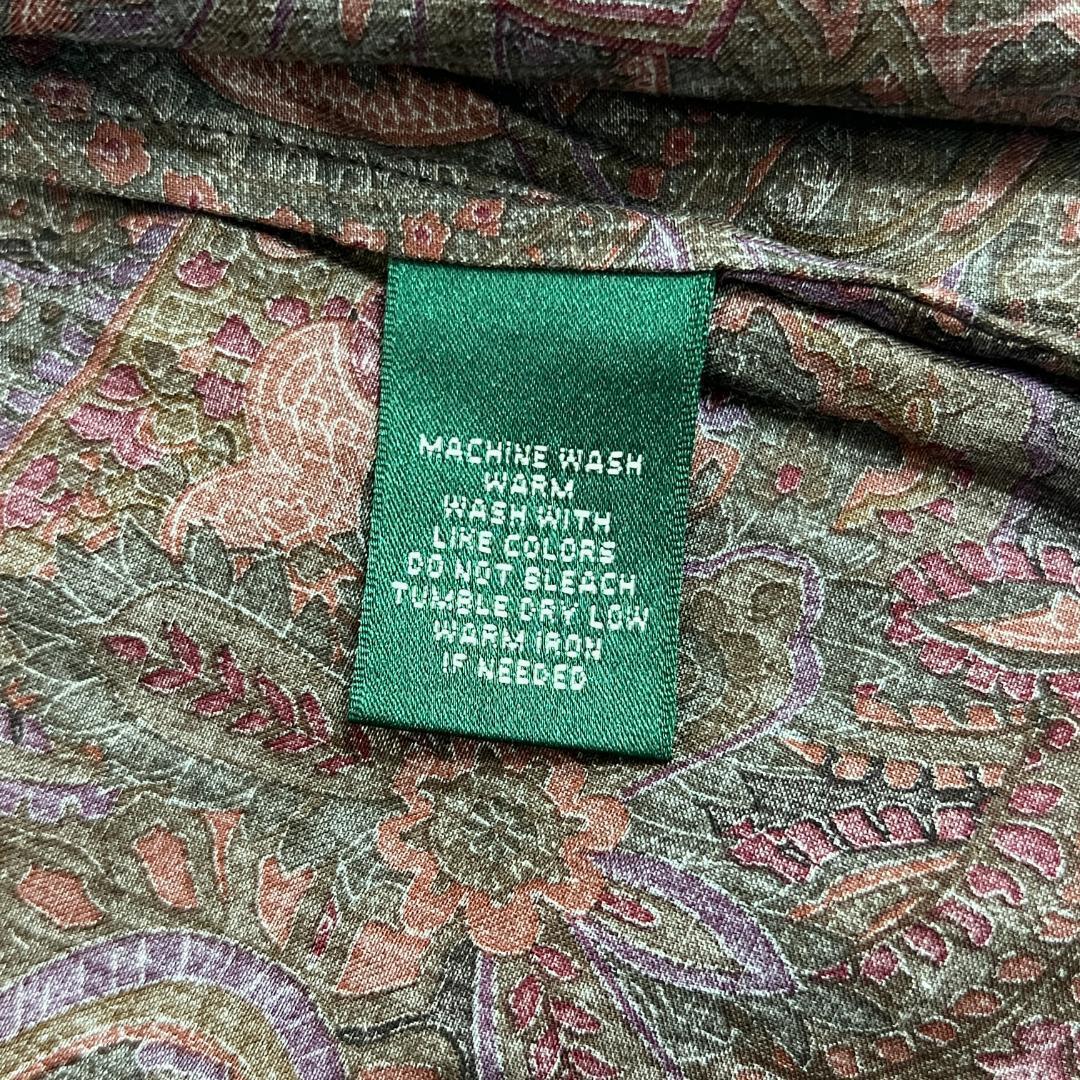 MACHINE WASH
WARM
WASH WITH
LIKE COLORS
DO NOT BLEACH
TUMBLE DRY LOW
WARM IRON
IF NEEDED